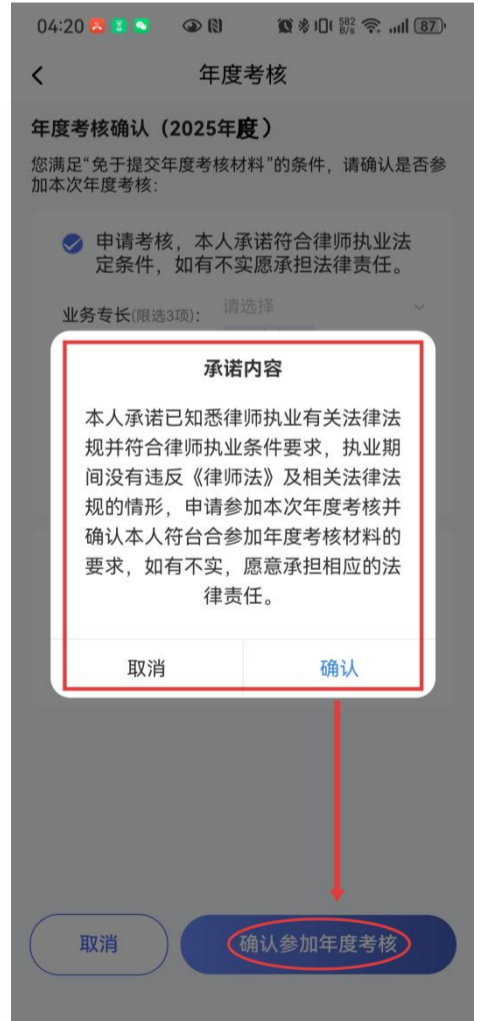 04:20 582 B/s 87
年度考核
年度考核确认（2025年度）
您满足“免于提交年度考核材料”的条件，请确认是否参
加本次年度考核：
申请考核，本人承诺符合律师执业法
定条件，如有不实愿承担法律责任。
业务专长(限选3项)： 请选择
承诺内容
本人承诺已知悉律师执业有关法律法
规并符合律师执业条件要求，执业期
间没有违反《律师法》及相关法律法
规的情形，申请参加本次年度考核并
确认本人符台合参加年度考核材料的
要求，如有不实，愿意承担相应的法
律责任。
取消 确认
取消 确认参加年度考核